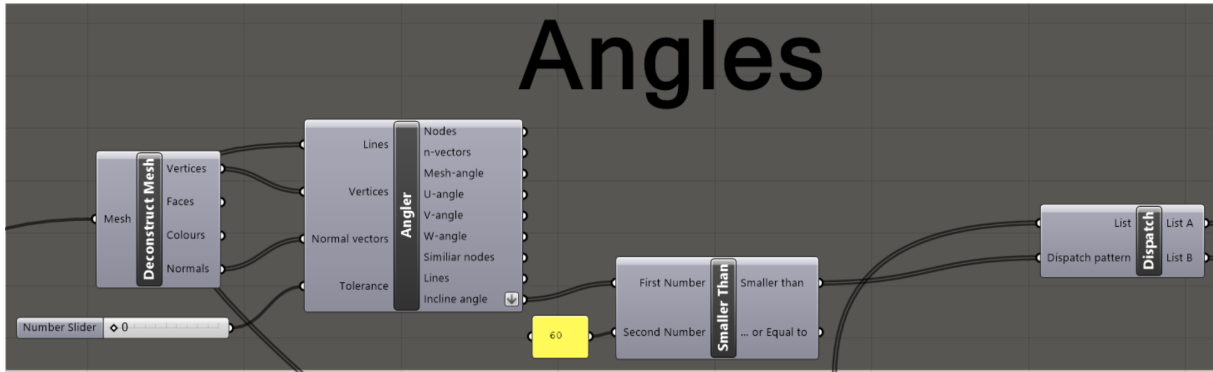 Angles
Mesh
Deconstruct Mesh
Vertices
Faces
Colours
Normals
Number Slider
0
Lines
Vertices
Normal vectors
Tolerance
Angler
Nodes
n-vectors
Mesh-angle
U-angle
V-angle
W-angle
Similiar nodes
Lines
Incline angle
60
First Number
Second Number
Smaller Than
Smaller than
... or Equal to
List
Dispatch pattern
Dispatch
List A
List B